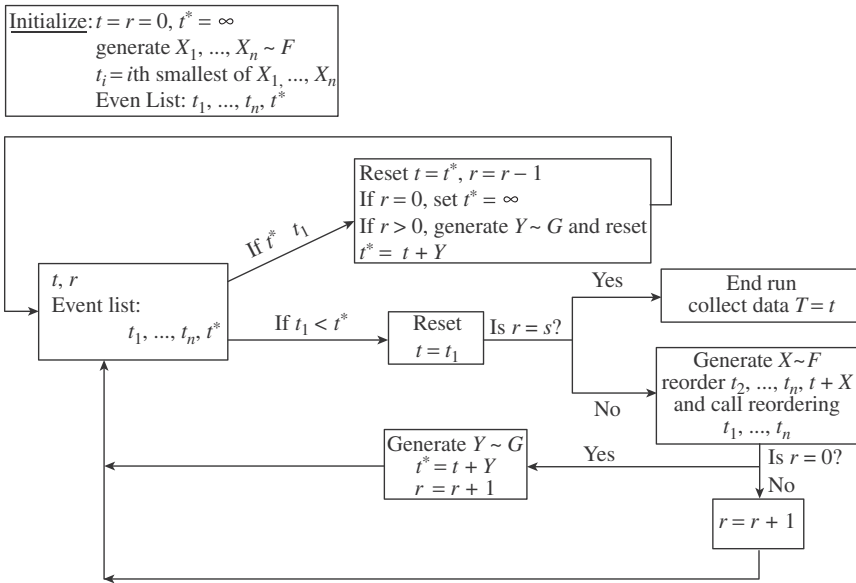 Initialize: t = r = 0, t* = ∞
generate X₁, ..., Xₙ ~ F
tᵢ = ith smallest of X₁, ..., Xₙ
Even List: t₁, ..., tₙ, t*
Reset t = t*, r = r − 1
If r = 0, set t* = ∞
If r > 0, generate Y ~ G and reset
t* = t + Y
If t* t₁
t, r
Event list:
t₁, ..., tₙ, t*
If t₁ < t*
Reset
t = t₁
Is r = s?
Yes
End run
collect data T = t
No
Generate X~F
reorder t₂, ..., tₙ, t + X
and call reordering
t₁, ..., tₙ
Is r = 0?
Yes
Generate Y ~ G
t* = t + Y
r = r + 1
No
r = r + 1